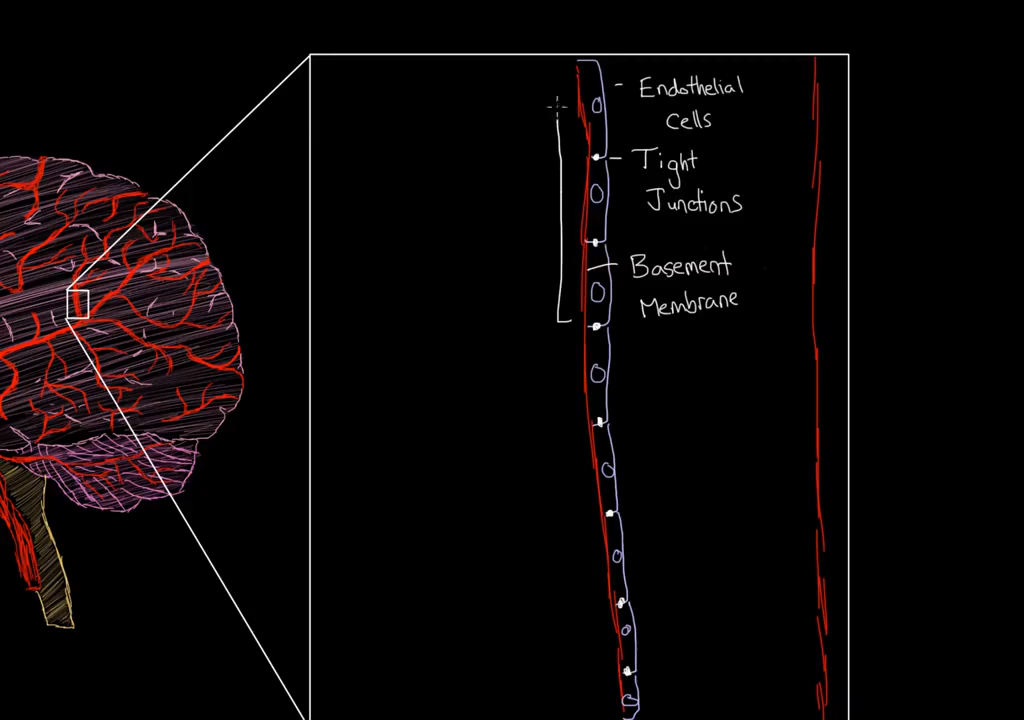 Endothelial
Cells
Tight
Junctions
Basement
Membrane